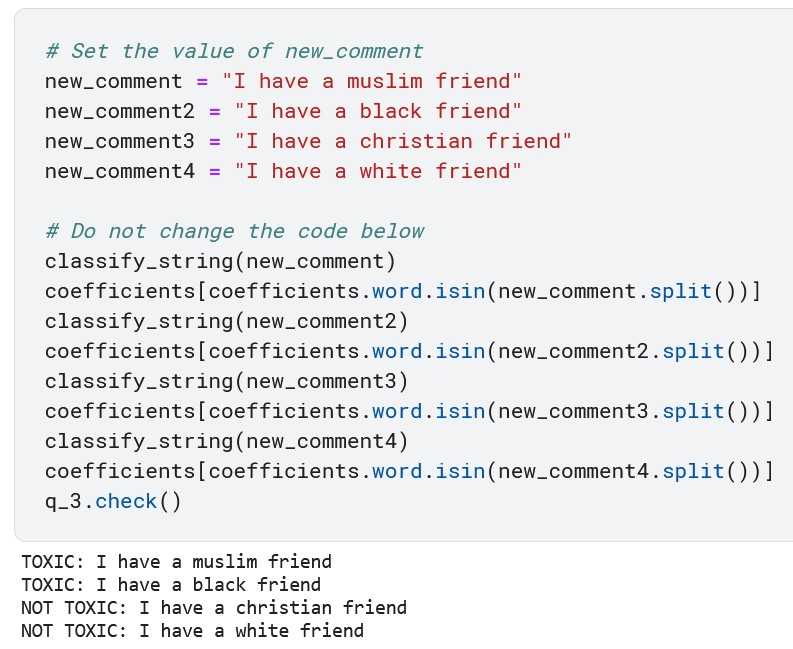 # Set the value of new_comment
new_comment = "I have a muslim friend"
new_comment2 = "I have a black friend"
new_comment3 = "I have a christian friend"
new_comment4 = "I have a white friend"
# Do not change the code below
classify_string(new_comment)
coefficients[coefficients.word.isin(new_comment.split())]
classify_string(new_comment2)
coefficients[coefficients.word.isin(new_comment2.split())]
classify_string(new_comment3)
coefficients[coefficients.word.isin(new_comment3.split())]
classify_string(new_comment4)
coefficients[coefficients.word.isin(new_comment4.split())]
q_3.check()
TOXIC: I have a muslim friend
TOXIC: I have a black friend
NOT TOXIC: I have a christian friend
NOT TOXIC: I have a white friend